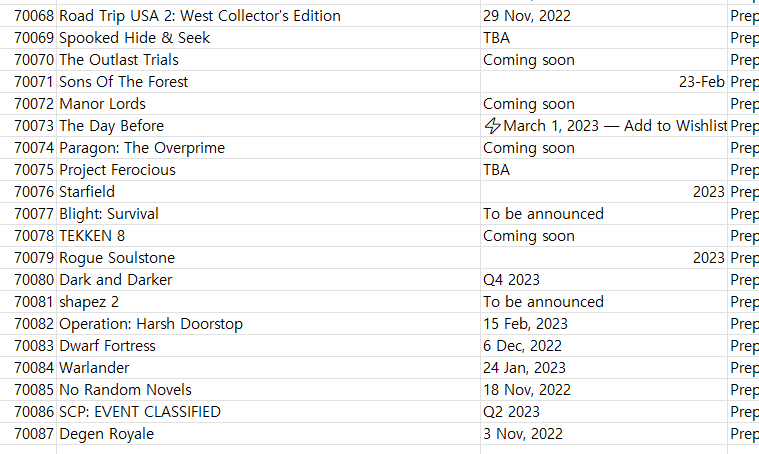 70068 Road Trip USA 2: West Collector's Edition 29 Nov, 2022 Prep
70069 Spooked Hide & Seek TBA Prep
70070 The Outlast Trials Coming soon Prep
70071 Sons Of The Forest 23-Feb Prep
70072 Manor Lords Coming soon Prep
70073 The Day Before ⚡March 1, 2023 — Add to Wishlist Prep
70074 Paragon: The Overprime Coming soon Prep
70075 Project Ferocious TBA Prep
70076 Starfield 2023 Prep
70077 Blight: Survival To be announced Prep
70078 TEKKEN 8 Coming soon Prep
70079 Rogue Soulstone 2023 Prep
70080 Dark and Darker Q4 2023 Prep
70081 shapez 2 To be announced Prep
70082 Operation: Harsh Doorstop 15 Feb, 2023 Prep
70083 Dwarf Fortress 6 Dec, 2022 Prep
70084 Warlander 24 Jan, 2023 Prep
70085 No Random Novels 18 Nov, 2022 Prep
70086 SCP: EVENT CLASSIFIED Q2 2023 Prep
70087 Degen Royale 3 Nov, 2022 Prep